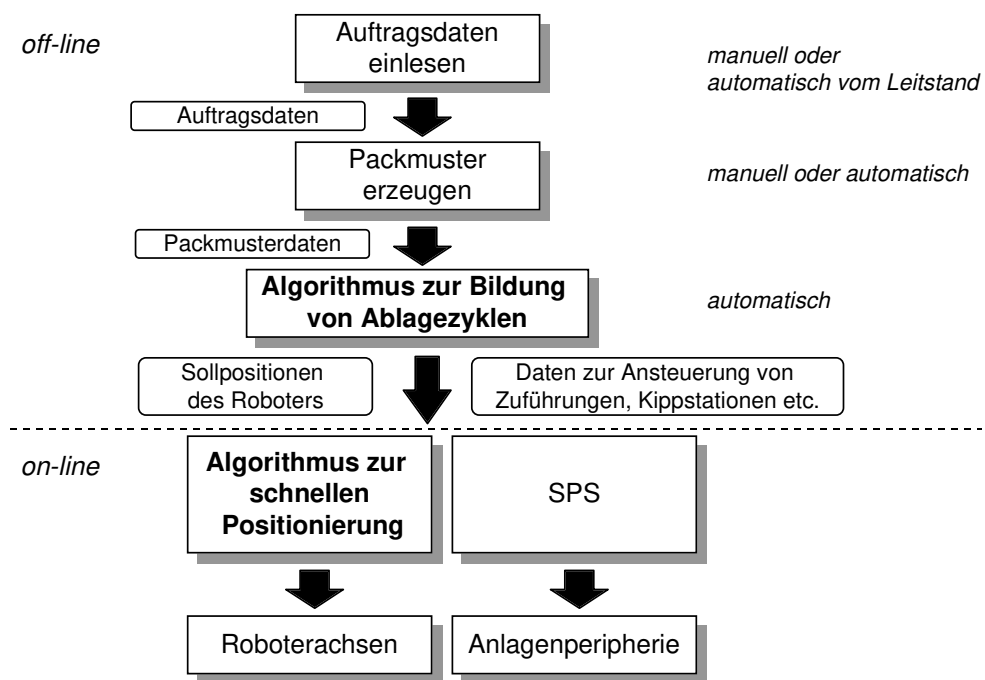 off-line
Auftragsdaten
einlesen
manuell oder
automatisch vom Leitstand
Auftragsdaten
Packmuster
erzeugen
manuell oder automatisch
Packmusterdaten
Algorithmus zur Bildung
von Ablagezyklen
automatisch
Sollpositionen
des Roboters
Daten zur Ansteuerung von
Zuführungen, Kippstationen etc.
on-line
Algorithmus zur
schnellen
Positionierung
SPS
Roboterachsen
Anlagenperipherie